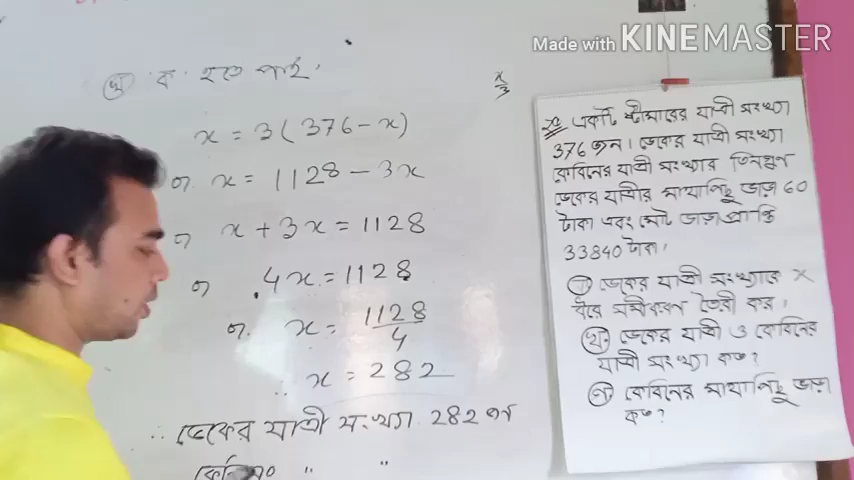 Made with KINEMASTER
খ ক হতে পাই,
x = 3(376 - x)
বা, x = 1128 - 3x
বা x + 3x = 1128
বা 4x = 1128
বা, x = 1128/4
∴ x = 282
∴ ডেকের যাত্রী সংখ্যা 282 জন
" "
x/3
একটি স্টীমারের যাত্রী সংখ্যা
376 জন। ডেকের যাত্রী সংখ্যা
কেবিনের যাত্রী সংখ্যার তিনগুণ
ডেকের যাত্রীর মাথাপিছু ভাড়া 60
টাকা এবং মোট ভাড়া প্রাপ্তি
33840 টাকা।
ডেকের যাত্রী সংখ্যাকে x
ধরে সমীকরণ তৈরী কর।
খ ডেকের যাত্রী ও কেবিনের
যাত্রী সংখ্যা কত?
গ কেবিনের মাথাপিছু ভাড়া
কত?